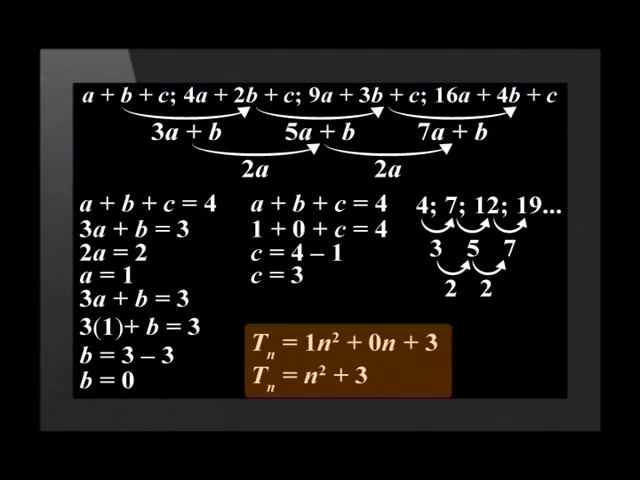 a + b + c; 4a + 2b + c; 9a + 3b + c; 16a + 4b + c
3a + b 5a + b 7a + b
2a 2a
a + b + c = 4
3a + b = 3
2a = 2
a = 1
3a + b = 3
3(1)+ b = 3
b = 3 – 3
b = 0
a + b + c = 4
1 + 0 + c = 4
c = 4 – 1
c = 3
4; 7; 12; 19...
3 5 7
2 2
Tₙ = 1n² + 0n + 3
Tₙ = n² + 3